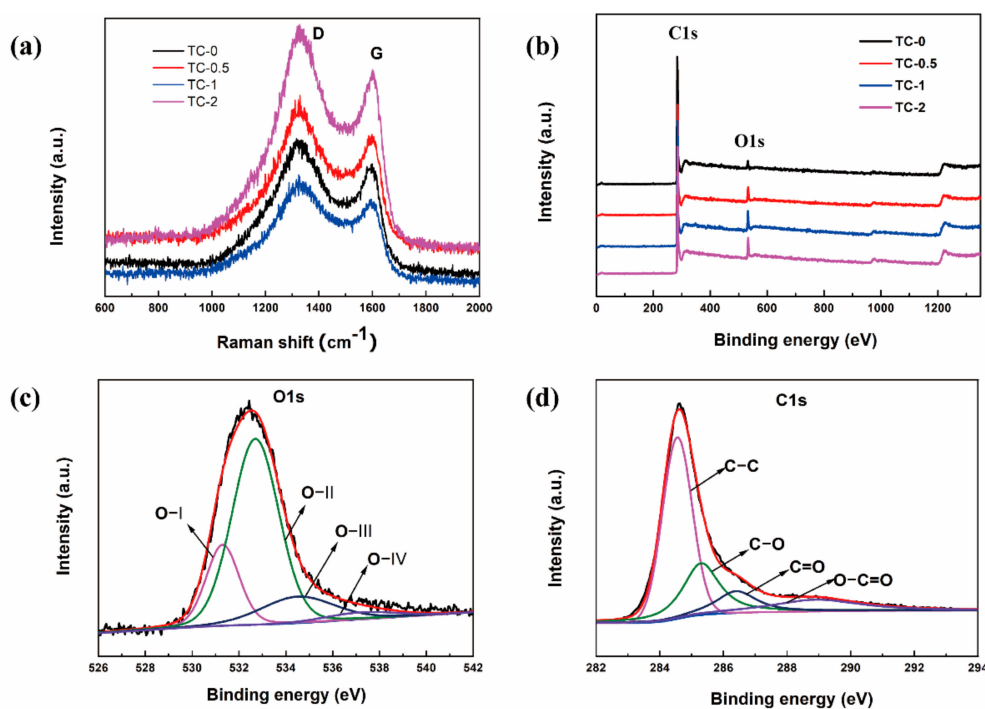 (a)
D
G
TC-0
TC-0.5
TC-1
TC-2
Intensity (a.u.)
600 800 1000 1200 1400 1600 1800 2000
Raman shift (cm⁻¹)
(b)
C1s
O1s
TC-0
TC-0.5
TC-1
TC-2
Intensity (a.u.)
0 200 400 600 800 1000 1200
Binding energy (eV)
(c)
O1s
O−I
O−II
O−III
O−IV
Intensity (a.u.)
526 528 530 532 534 536 538 540 542
Binding energy (eV)
(d)
C1s
C−C
C−O
C=O
O−C=O
Intensity (a.u.)
282 284 286 288 290 292 294
Binding energy (eV)